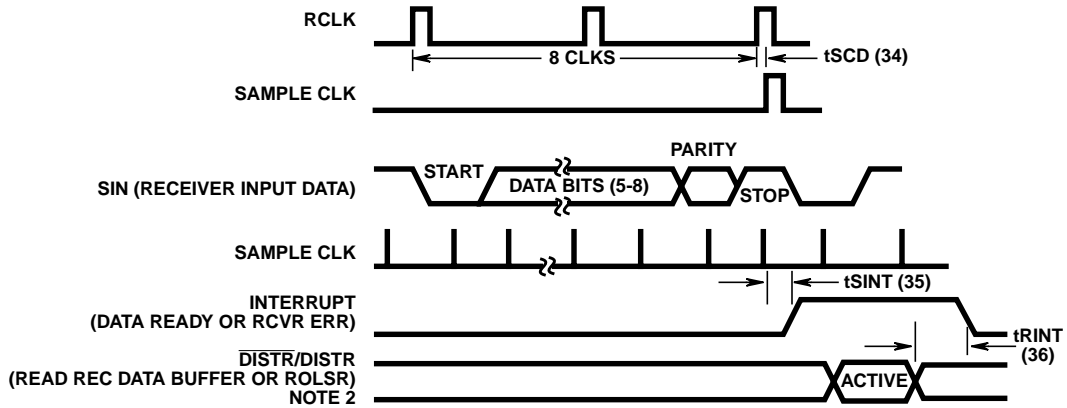 RCLK
8 CLKS
tSCD (34)
SAMPLE CLK
PARITY
START
SIN (RECEIVER INPUT DATA)
DATA BITS (5-8)
STOP
SAMPLE CLK
tSINT (35)
INTERRUPT
(DATA READY OR RCVR ERR)
tRINT
(36)
DISTR/DISTR
(READ REC DATA BUFFER OR ROLSR)
ACTIVE
NOTE 2